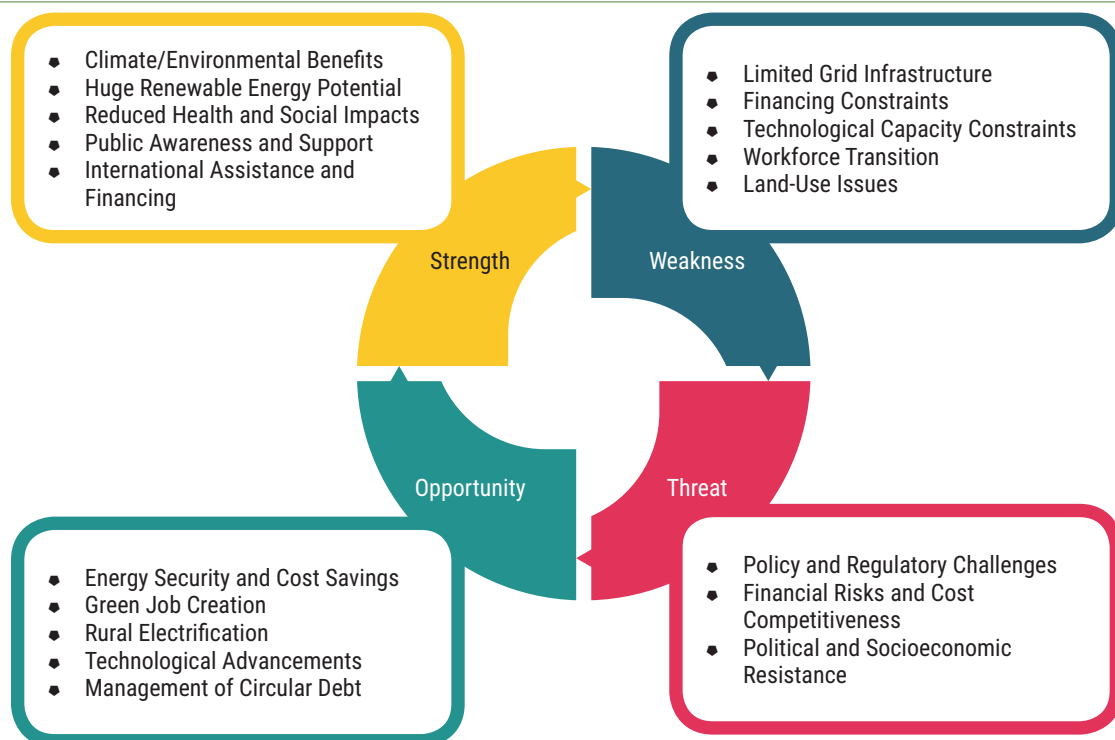 Climate/Environmental Benefits
Huge Renewable Energy Potential
Reduced Health and Social Impacts
Public Awareness and Support
International Assistance and
Financing
Limited Grid Infrastructure
Financing Constraints
Technological Capacity Constraints
Workforce Transition
Land-Use Issues
Strength
Weakness
Opportunity
Threat
Energy Security and Cost Savings
Green Job Creation
Rural Electrification
Technological Advancements
Management of Circular Debt
Policy and Regulatory Challenges
Financial Risks and Cost
Competitiveness
Political and Socioeconomic
Resistance